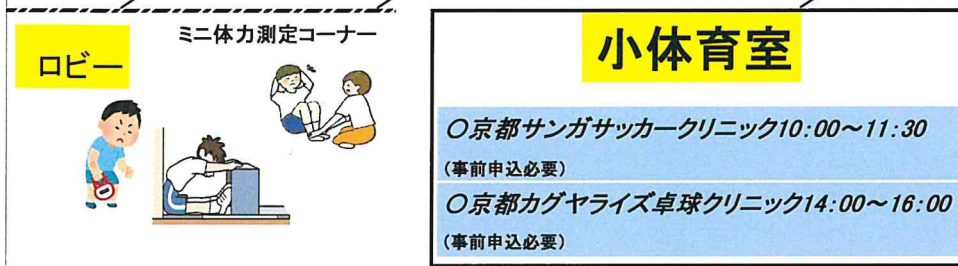 ミニ体力測定コーナー
ロビー
小体育室
○京都サンガサッカークリニック10:00～11:30
（事前申込必要）
○京都カグヤライズ卓球クリニック14:00～16:00
（事前申込必要）